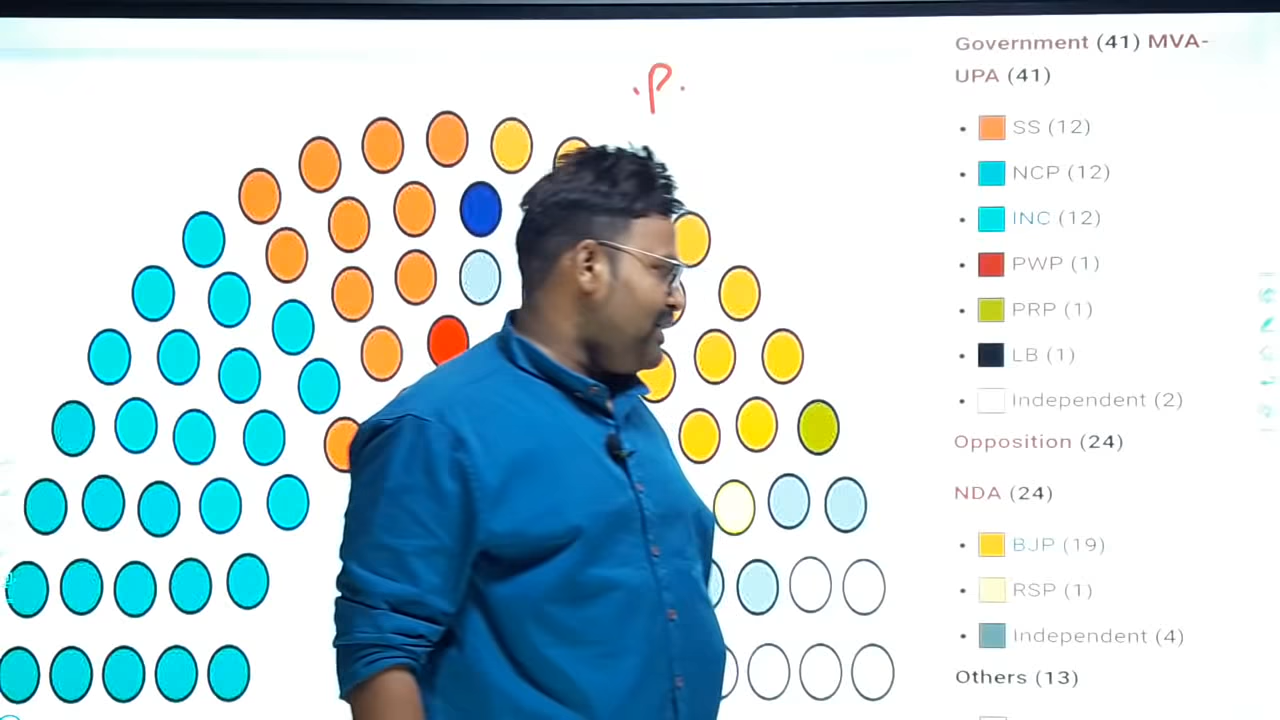 .P.
Government (41) MVA-
UPA (41)
SS (12)
NCP (12)
INC (12)
PWP (1)
PRP (1)
LB (1)
Independent (2)
Opposition (24)
NDA (24)
BJP (19)
RSP (1)
Independent (4)
Others (13)